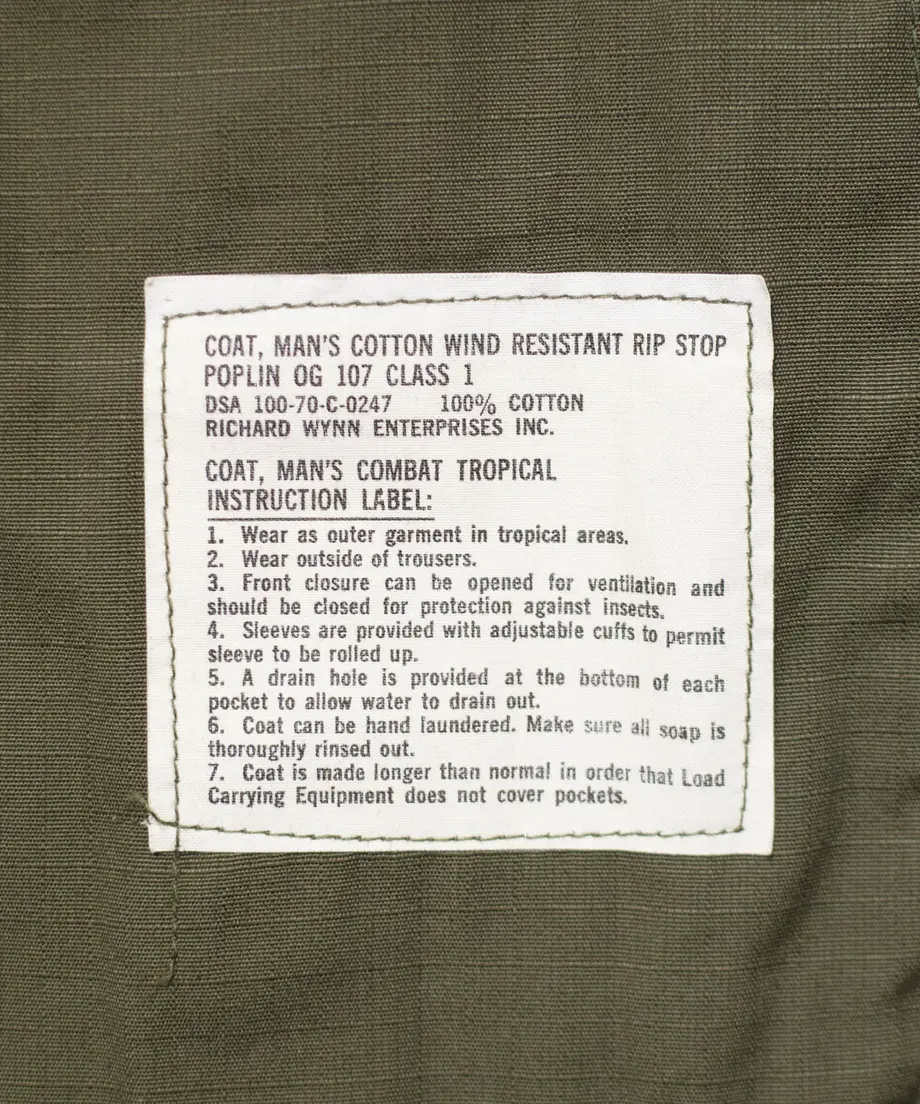 COAT, MAN'S COTTON WIND RESISTANT RIP STOP
POPLIN OG 107 CLASS 1
DSA 100-70-C-0247 100% COTTON
RICHARD WYNN ENTERPRISES INC.
COAT, MAN'S COMBAT TROPICAL
INSTRUCTION LABEL:
1. Wear as outer garment in tropical areas.
2. Wear outside of trousers.
3. Front closure can be opened for ventilation and
should be closed for protection against insects.
4. Sleeves are provided with adjustable cuffs to permit
sleeve to be rolled up.
5. A drain hole is provided at the bottom of each
pocket to allow water to drain out.
6. Coat can be hand laundered. Make sure all soap is
thoroughly rinsed out.
7. Coat is made longer than normal in order that Load
Carrying Equipment does not cover pockets.